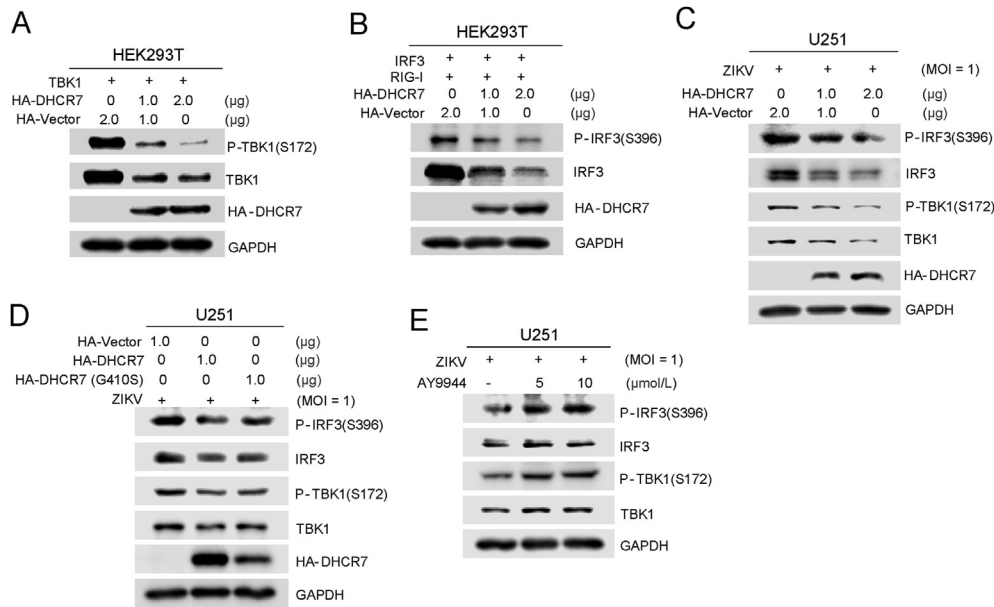 A
HEK293T
TBK1 + + +
HA-DHCR7 0 1.0 2.0 (μg)
HA-Vector 2.0 1.0 0 (μg)
P-TBK1(S172)
TBK1
HA-DHCR7
GAPDH
B
HEK293T
IRF3 + + +
RIG-I + + +
HA-DHCR7 0 1.0 2.0 (μg)
HA-Vector 2.0 1.0 0 (μg)
P-IRF3(S396)
IRF3
HA-DHCR7
GAPDH
C
U251
ZIKV + + + (MOI = 1)
HA-DHCR7 0 1.0 2.0 (μg)
HA-Vector 2.0 1.0 0 (μg)
P-IRF3(S396)
IRF3
P-TBK1(S172)
TBK1
HA-DHCR7
GAPDH
D
U251
HA-Vector 1.0 0 0 (μg)
HA-DHCR7 0 1.0 0 (μg)
HA-DHCR7 (G410S) 0 0 1.0 (μg)
ZIKV + + + (MOI = 1)
P-IRF3(S396)
IRF3
P-TBK1(S172)
TBK1
HA-DHCR7
GAPDH
E
U251
ZIKV + + + (MOI = 1)
AY9944 - 5 10 (μmol/L)
P-IRF3(S396)
IRF3
P-TBK1(S172)
TBK1
GAPDH